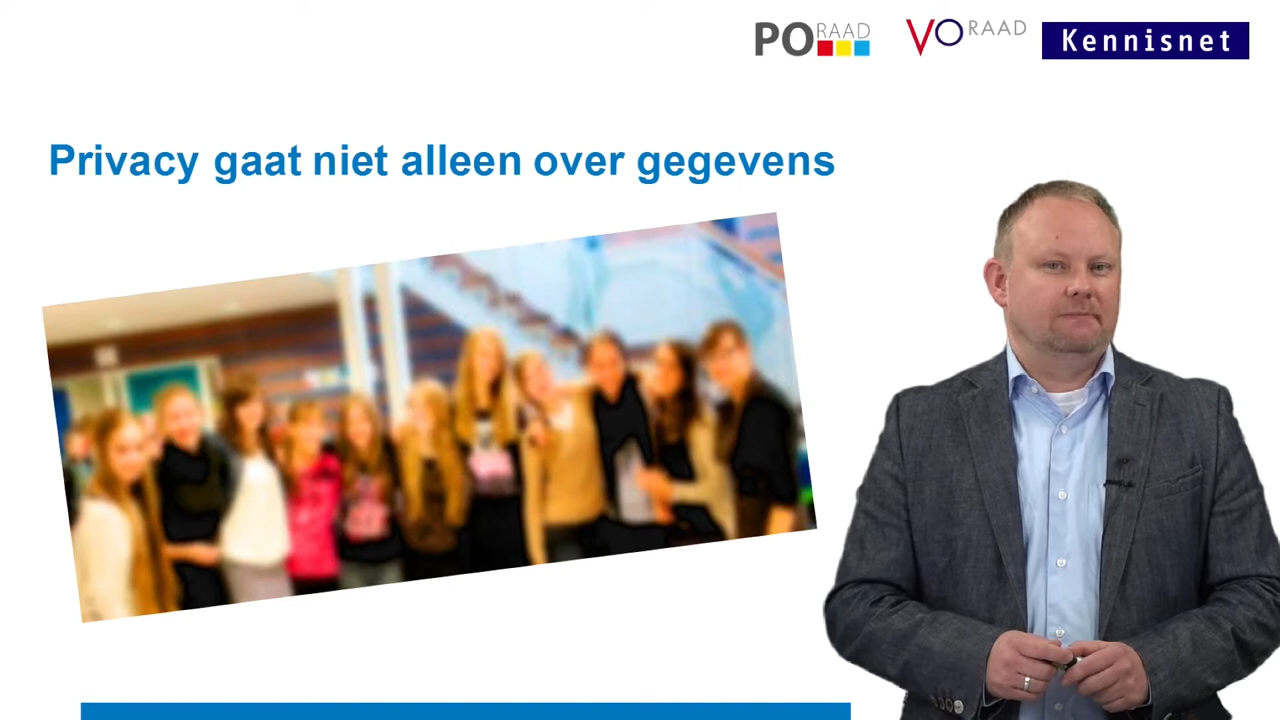 PO RAAD
VO RAAD
Kennisnet
Privacy gaat niet alleen over gegevens